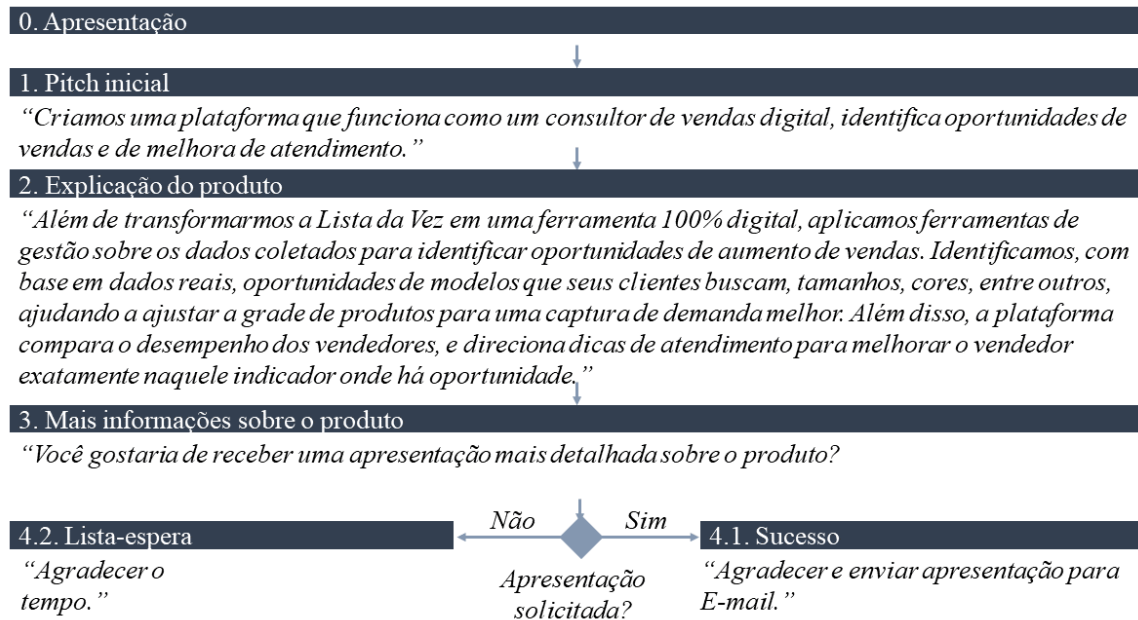 0. Apresentação
1. Pitch inicial
“Criamos uma plataforma que funciona como um consultor de vendas digital, identifica oportunidades de
vendas e de melhora de atendimento.”
2. Explicação do produto
“Além de transformarmos a Lista da Vez em uma ferramenta 100% digital, aplicamos ferramentas de
gestão sobre os dados coletados para identificar oportunidades de aumento de vendas. Identificamos, com
base em dados reais, oportunidades de modelos que seus clientes buscam, tamanhos, cores, entre outros,
ajudando a ajustar a grade de produtos para uma captura de demanda melhor. Além disso, a plataforma
compara o desempenho dos vendedores, e direciona dicas de atendimento para melhorar o vendedor
exatamente naquele indicador onde há oportunidade.”
3. Mais informações sobre o produto
“Você gostaria de receber uma apresentação mais detalhada sobre o produto?
Não
Sim
4.2. Lista-espera
“Agradecer o
tempo.”
Apresentação
solicitada?
4.1. Sucesso
“Agradecer e enviar apresentação para
E-mail.”